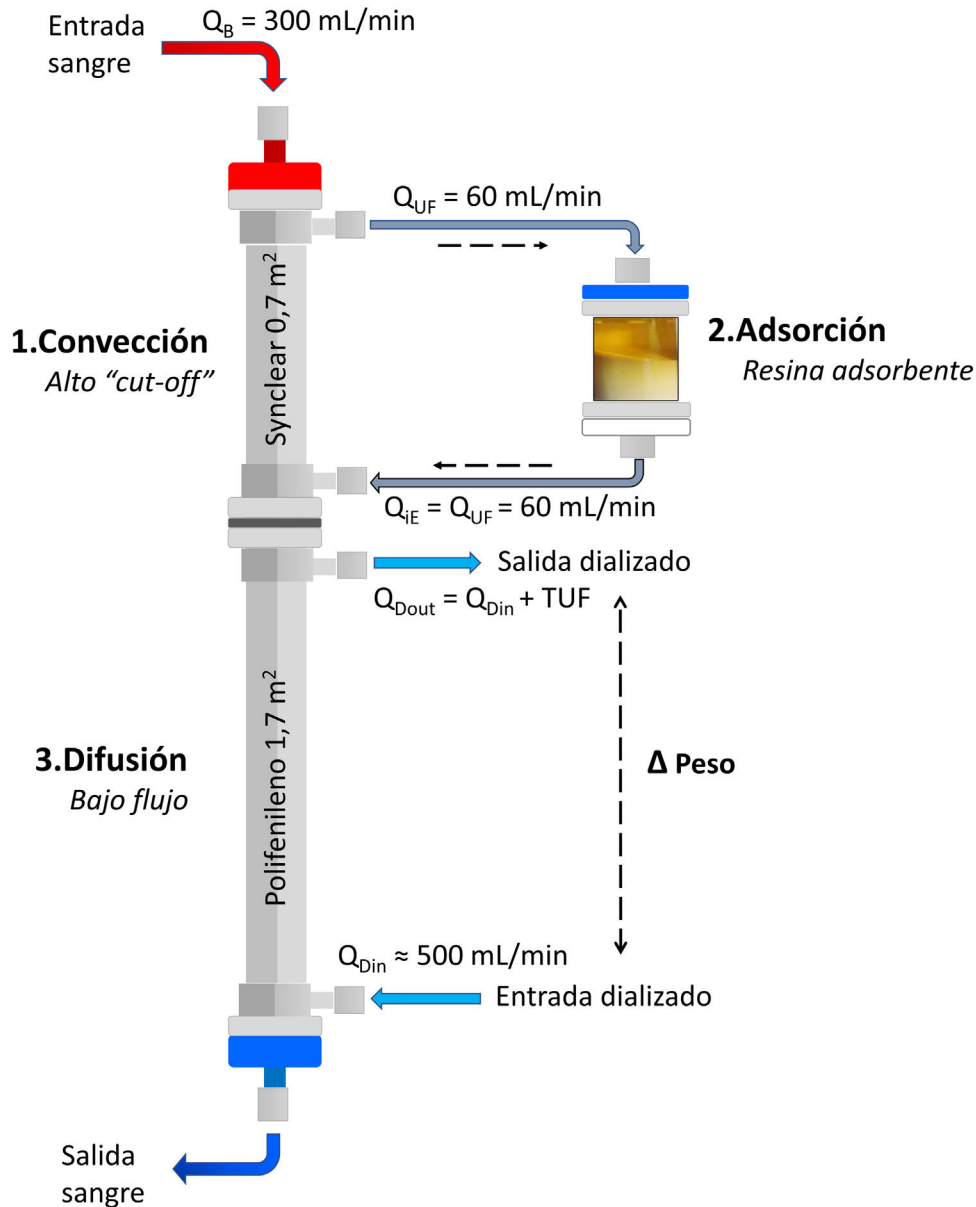 Entrada
sangre
Q_B = 300 mL/min
Q_UF = 60 mL/min
1.Convección
Alto “cut-off”
Synclear 0,7 m²
2.Adsorción
Resina adsorbente
Q_iE = Q_UF = 60 mL/min
Salida dializado
Q_Dout = Q_Din + TUF
3.Difusión
Bajo flujo
Polifenileno 1,7 m²
Δ Peso
Q_Din ≈ 500 mL/min
Entrada dializado
Salida
sangre